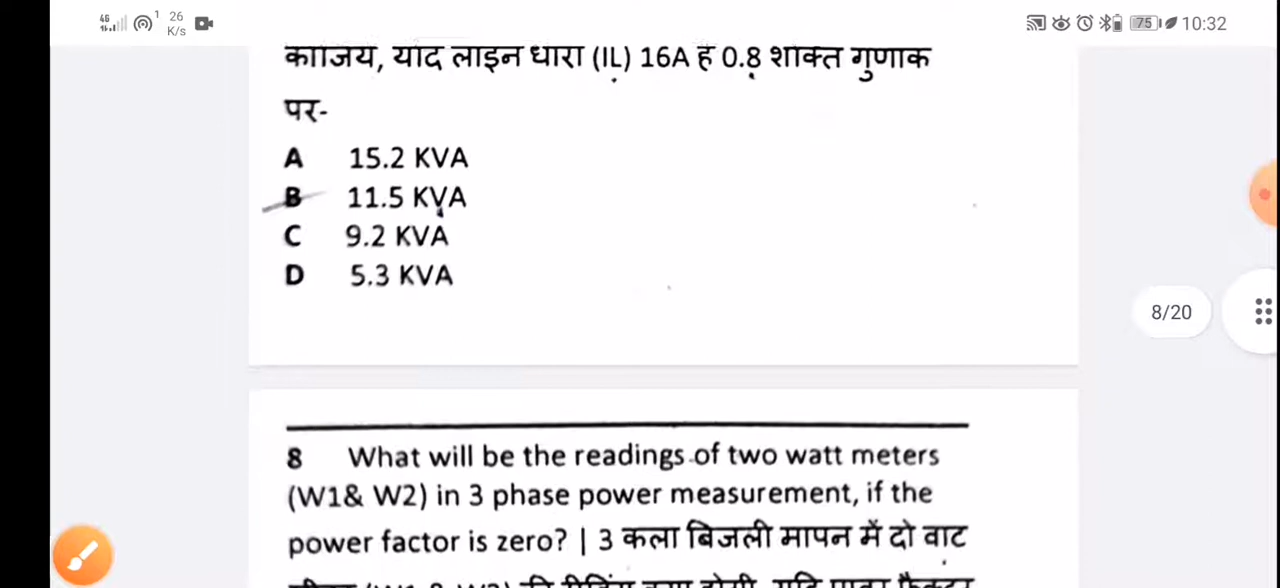 4G 1 26 K/s 75 10:32
कीजिये, यदि लाइन धारा (IL) 16A है 0.8 शक्ति गुणांक
पर-
A 15.2 KVA
B 11.5 KVA
C 9.2 KVA
D 5.3 KVA
8/20
8 What will be the readings of two watt meters
(W1& W2) in 3 phase power measurement, if the
power factor is zero? | 3 कला बिजली मापन में दो वाट